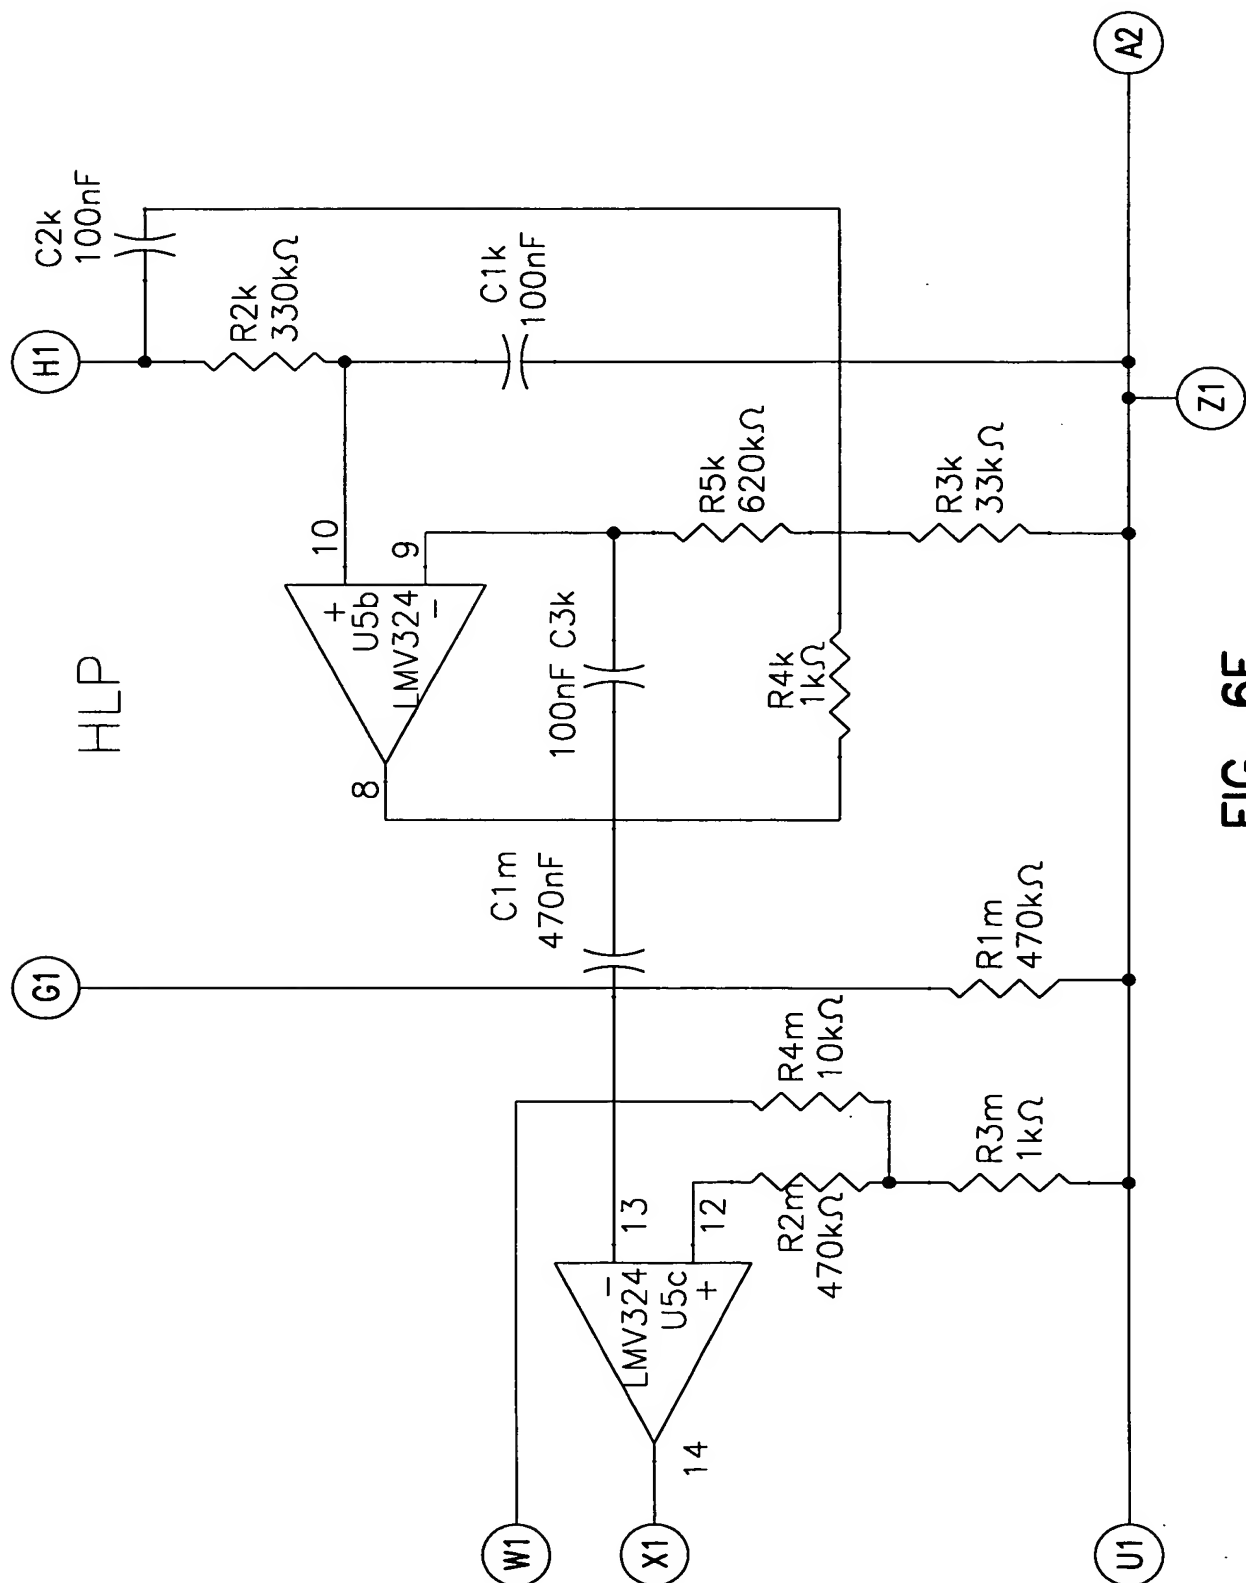 HLP
H1
C2k
100nF
R2k
330kΩ
C1k
100nF
A2
Z1
10
9
8
+
U5b
LMV324
−
R5k
620kΩ
R3k
33kΩ
100nF C3k
R4k
1kΩ
C1m
470nF
G1
R1m
470kΩ
R4m
10kΩ
R3m
1kΩ
R2m
470kΩ
13
12
14
−
LMV324
U5c
+
W1
X1
U1